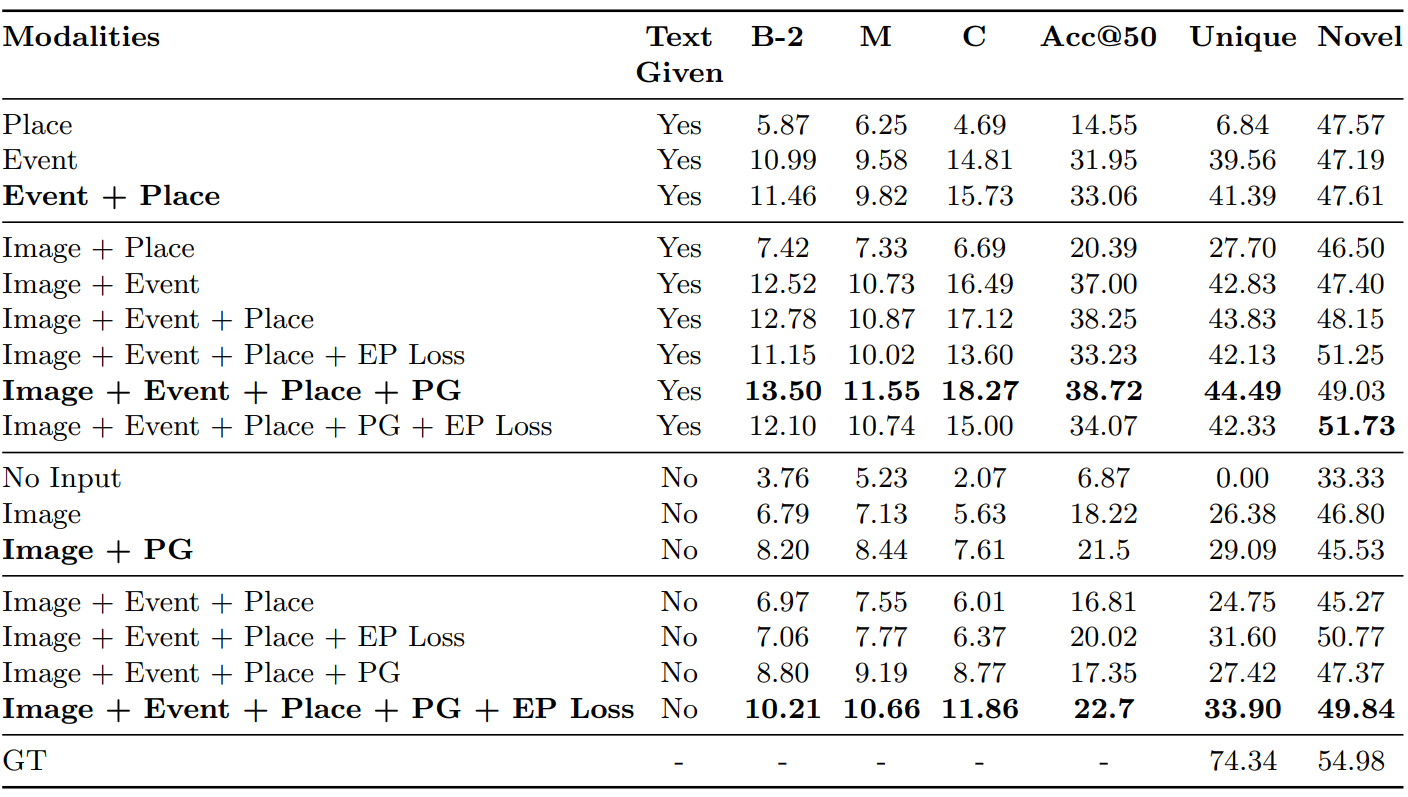 Modalities Text Given B-2 M C Acc@50 Unique Novel
Place Yes 5.87 6.25 4.69 14.55 6.84 47.57
Event Yes 10.99 9.58 14.81 31.95 39.56 47.19
Event + Place Yes 11.46 9.82 15.73 33.06 41.39 47.61
Image + Place Yes 7.42 7.33 6.69 20.39 27.70 46.50
Image + Event Yes 12.52 10.73 16.49 37.00 42.83 47.40
Image + Event + Place Yes 12.78 10.87 17.12 38.25 43.83 48.15
Image + Event + Place + EP Loss Yes 11.15 10.02 13.60 33.23 42.13 51.25
Image + Event + Place + PG Yes 13.50 11.55 18.27 38.72 44.49 49.03
Image + Event + Place + PG + EP Loss Yes 12.10 10.74 15.00 34.07 42.33 51.73
No Input No 3.76 5.23 2.07 6.87 0.00 33.33
Image No 6.79 7.13 5.63 18.22 26.38 46.80
Image + PG No 8.20 8.44 7.61 21.5 29.09 45.53
Image + Event + Place No 6.97 7.55 6.01 16.81 24.75 45.27
Image + Event + Place + EP Loss No 7.06 7.77 6.37 20.02 31.60 50.77
Image + Event + Place + PG No 8.80 9.19 8.77 17.35 27.42 47.37
Image + Event + Place + PG + EP Loss No 10.21 10.66 11.86 22.7 33.90 49.84
GT - - - - - 74.34 54.98